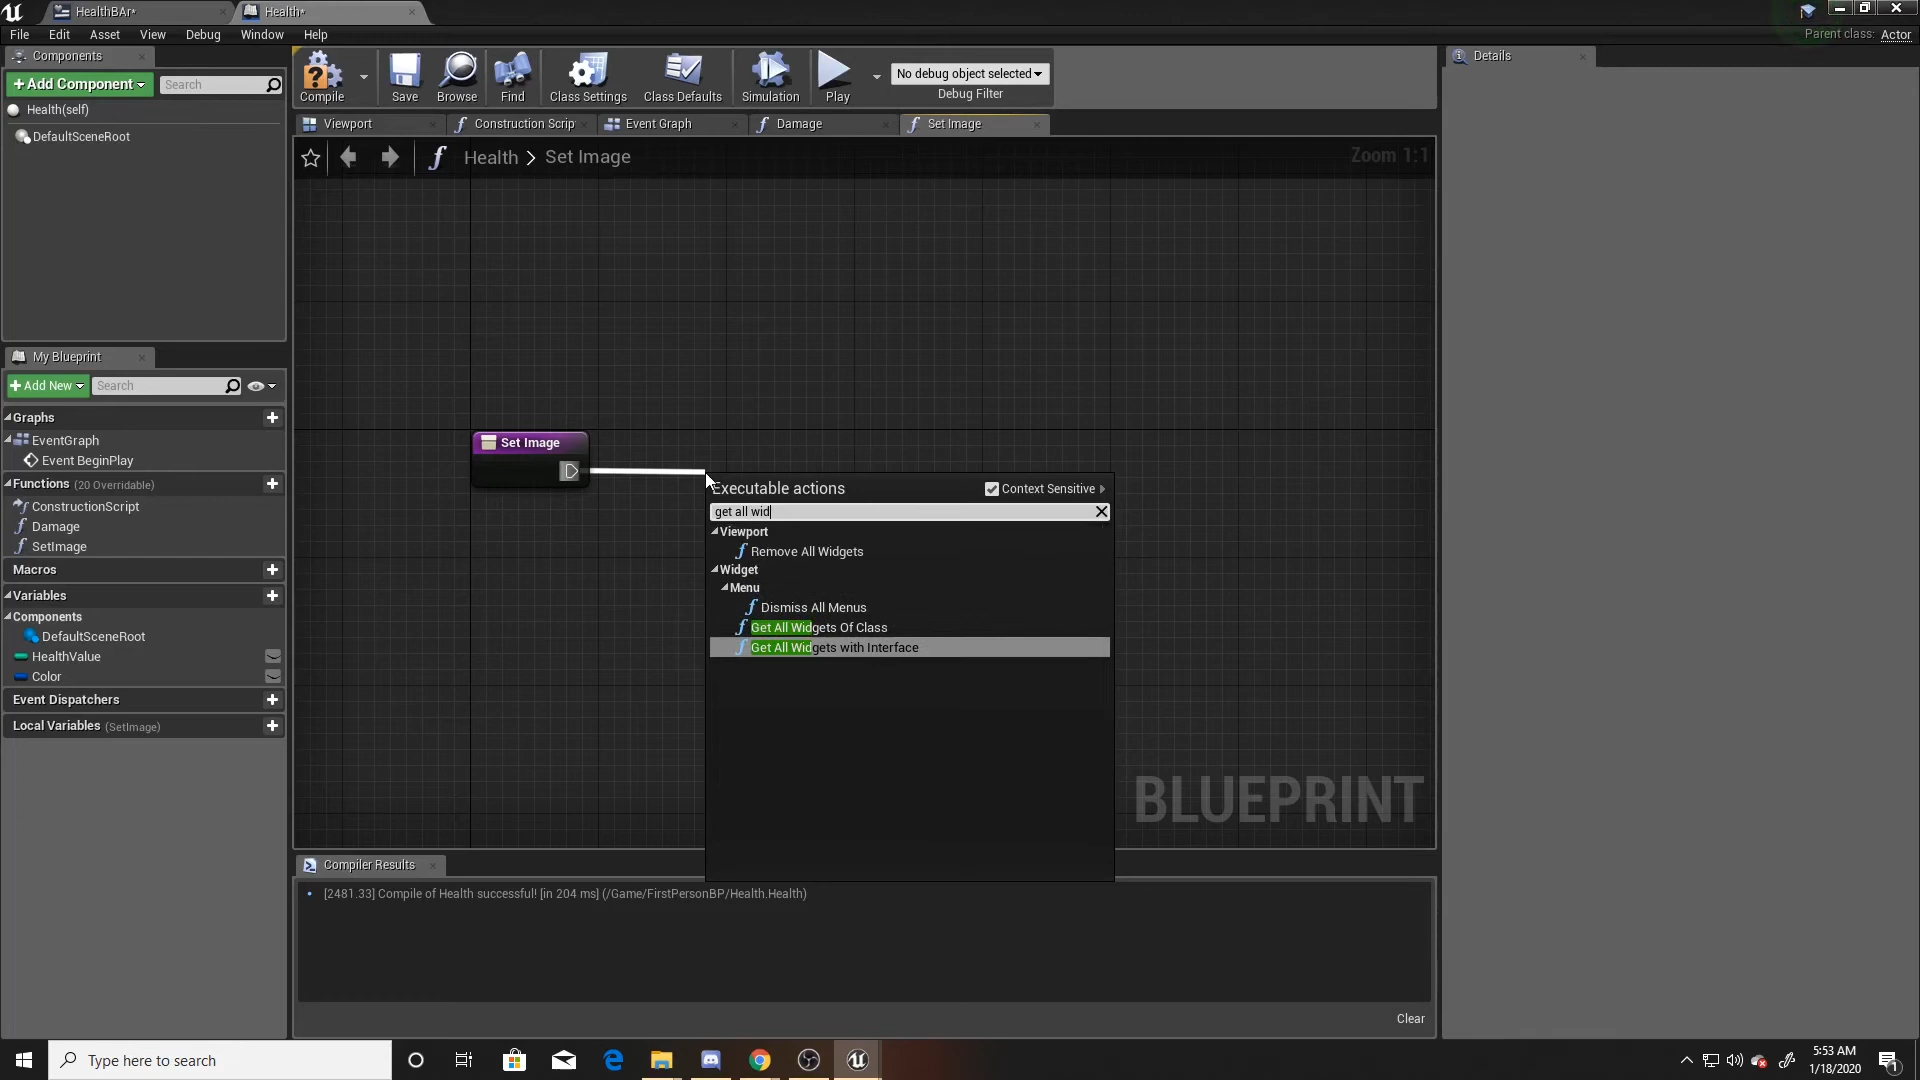 HealthBAr*
Health*
File Edit Asset View Debug Window Help
Parent class: Actor
Components
+ Add Component
Search
Health(self)
DefaultSceneRoot
Compile
Save
Browse
Find
Class Settings
Class Defaults
Simulation
Play
No debug object selected
Debug Filter
Details
Viewport
Construction Scrip
Event Graph
Damage
Set Image
Health > Set Image
Zoom 1:1
My Blueprint
+ Add New
Search
Graphs
EventGraph
Event BeginPlay
Functions (20 Overridable)
ConstructionScript
Damage
SetImage
Macros
Variables
Components
DefaultSceneRoot
HealthValue
Color
Event Dispatchers
Local Variables (SetImage)
Set Image
Executable actions
Context Sensitive
get all wid
Viewport
Remove All Widgets
Widget
Menu
Dismiss All Menus
Get All Widgets Of Class
Get All Widgets with Interface
BLUEPRINT
Compiler Results
[2481.33] Compile of Health successful! [in 204 ms] (/Game/FirstPersonBP/Health.Health)
Clear
Type here to search
5:53 AM
1/18/2020
1